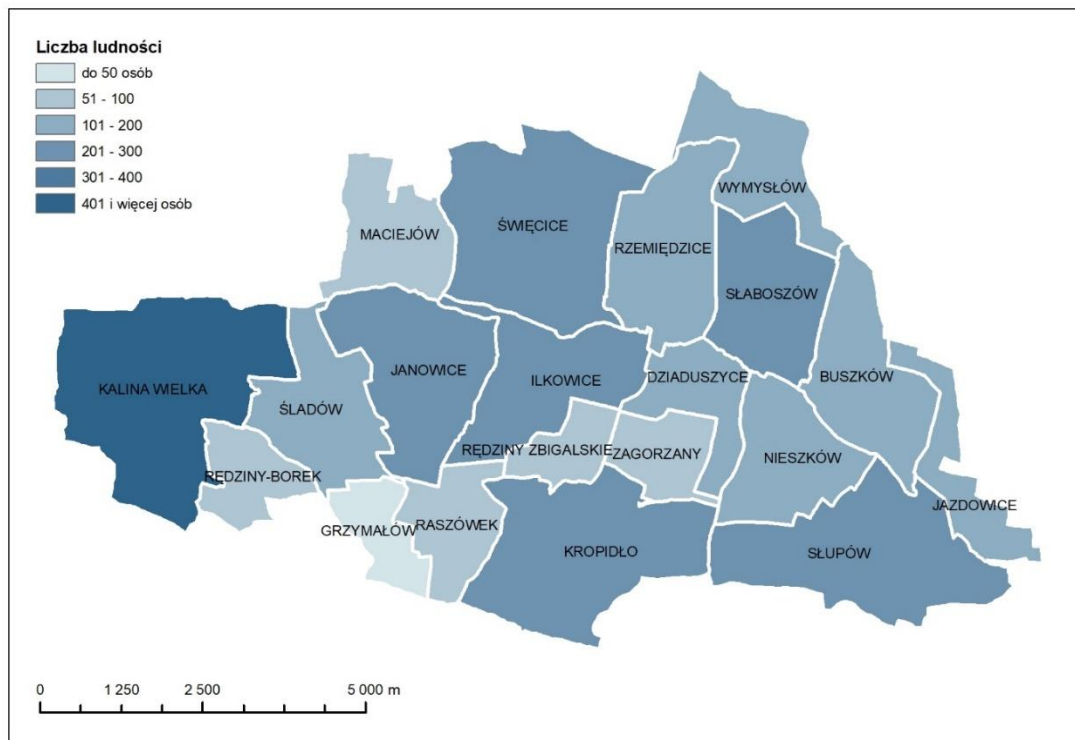 Liczba ludności
do 50 osób
51 - 100
101 - 200
201 - 300
301 - 400
401 i więcej osób
WYMYSŁÓW
ŚWIĘCICE
MACIEJÓW
RZEMIĘDZICE
SŁABOSZÓW
JANOWICE
ILKOWICE
DZIADUSZYCE
BUSZKÓW
KALINA WIELKA
ŚLADÓW
RĘDZINY ZBIGALSKIE
ZAGORZANY
NIESZKÓW
RĘDZINY-BOREK
JAZDOWICE
GRZYMAŁÓW
RASZÓWEK
KROPIDŁO
SŁUPÓW
0 1 250 2 500 5 000 m